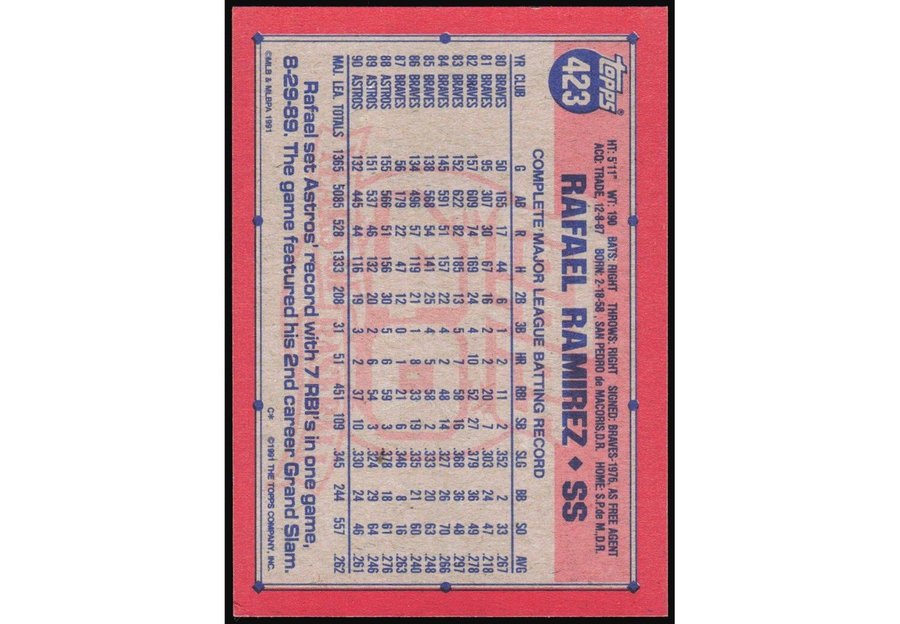 topps®
423
HT: 5'11" WT: 190 BATS: RIGHT THROWS: RIGHT SIGNED: BRAVES-1976, AS FREE AGENT
ACQ: TRADE, 12-8-87 BORN: 2-18-58, SAN PEDRO de MACORIS, D.R. HOME: S.P. de M., D.R.
RAFAEL RAMIREZ ♦ SS
COMPLETE MAJOR LEAGUE BATTING RECORD
YR CLUB G AB R H 2B 3B HR RBI SB SLG BB SO AVG
80 BRAVES 50 165 17 44 6 1 2 11 2 .352 2 33 .267
81 BRAVES 95 307 30 67 16 2 2 20 7 .303 24 47 .218
82 BRAVES 157 609 74 169 24 4 10 52 27 .379 36 49 .278
83 BRAVES 152 622 82 185 13 5 7 58 16 .368 36 48 .297
84 BRAVES 145 591 51 157 22 4 2 48 14 .327 26 70 .266
85 BRAVES 138 568 54 141 25 4 5 58 2 .333 20 63 .248
86 BRAVES 134 496 57 119 21 1 8 33 19 .335 21 60 .240
87 BRAVES 56 179 22 47 12 0 1 21 6 .346 8 16 .263
88 ASTROS 155 566 51 156 30 5 6 59 3 .378 18 61 .276
89 ASTROS 151 537 46 132 20 2 6 54 3 .324 29 64 .246
90 ASTROS 132 445 44 116 19 3 2 37 10 .330 24 46 .261
MAJ. LEA. TOTALS 1365 5085 528 1333 208 31 51 451 109 .345 244 557 .262
Rafael set Astros' record with 7 RBI's in one game,
8-29-89. The game featured his 2nd career Grand Slam.
©MLB & MLBPA 1991 C* ©1991 THE TOPPS COMPANY, INC.